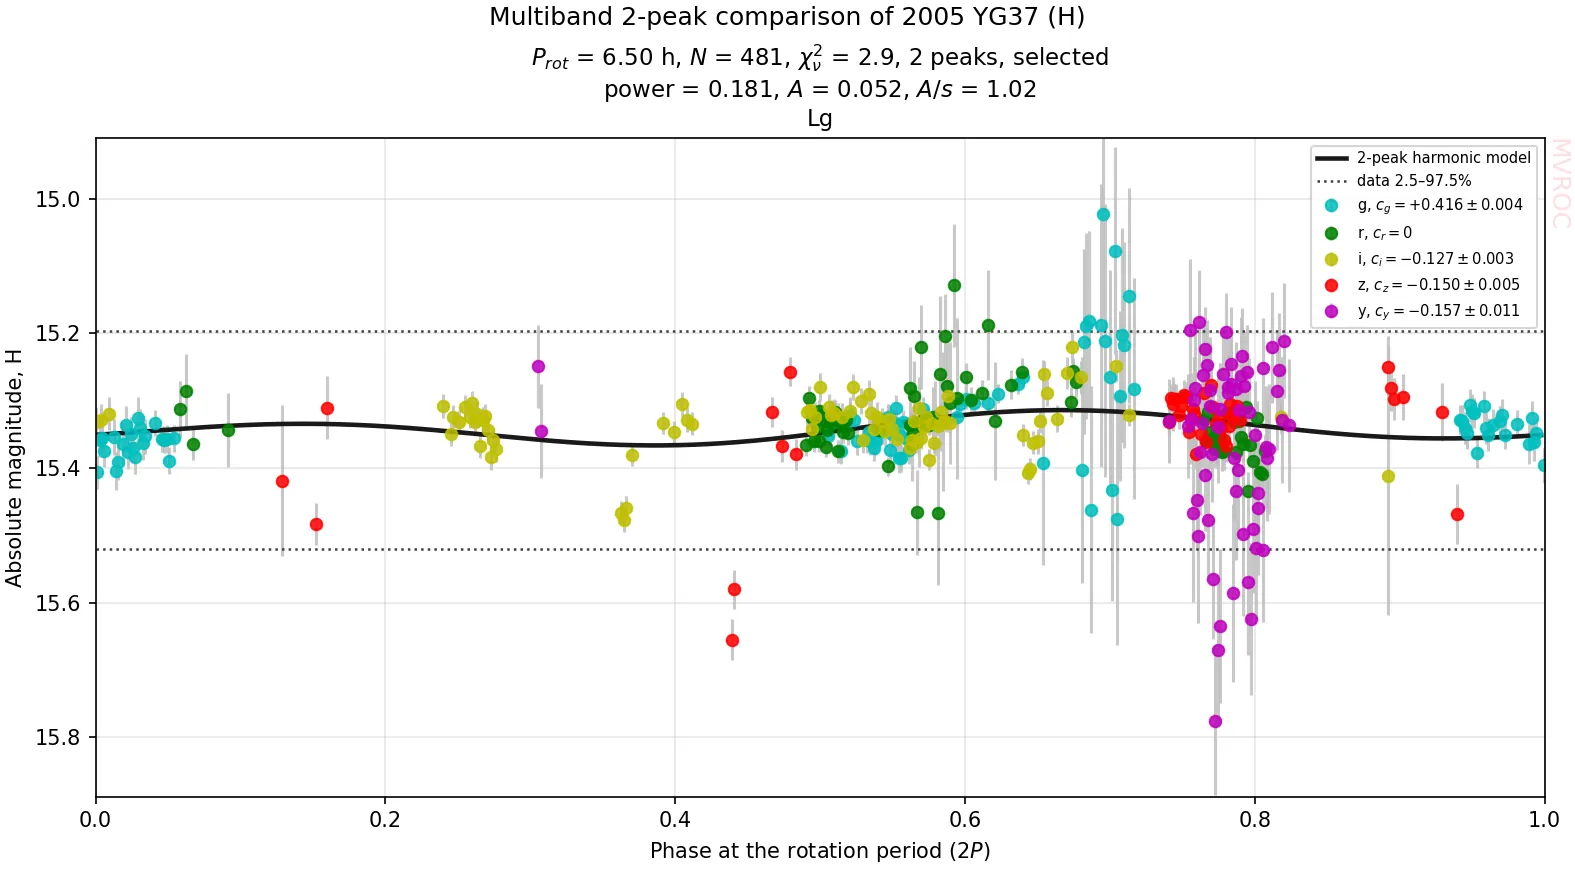 Multiband 2-peak comparison of 2005 YG37 (H)
P_rot = 6.50 h, N = 481, χ²_ν = 2.9, 2 peaks, selected
power = 0.181, A = 0.052, A/s = 1.02
Lg
MVROC
2-peak harmonic model
data 2.5–97.5%
g, c_g = +0.416 ± 0.004
r, c_r = 0
i, c_i = −0.127 ± 0.003
z, c_z = −0.150 ± 0.005
y, c_y = −0.157 ± 0.011
Absolute magnitude, H
15.0
15.2
15.4
15.6
15.8
0.0 0.2 0.4 0.6 0.8 1.0
Phase at the rotation period (2P)